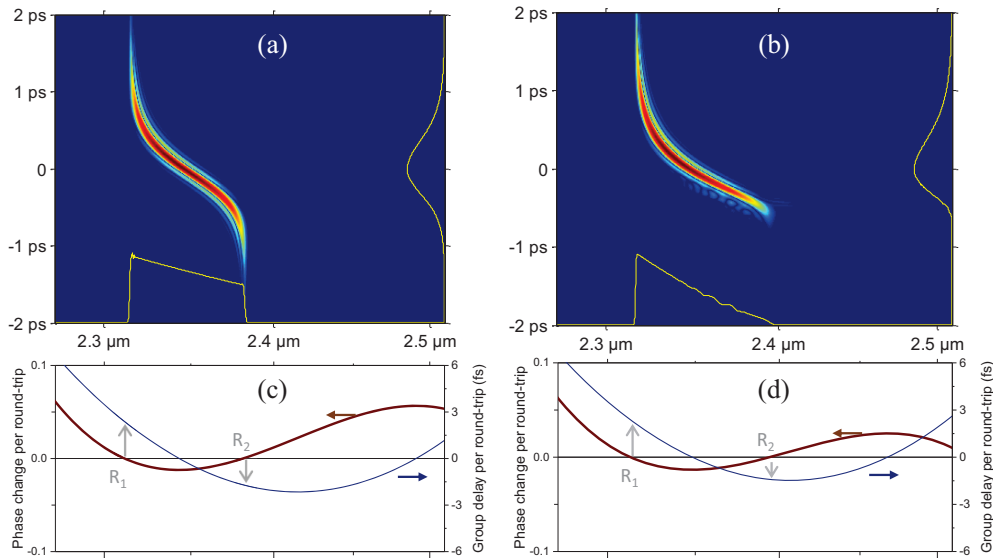 2 ps
1 ps
0
-1 ps
-2 ps
(a)
2.3 µm
2.4 µm
2.5 µm
2 ps
1 ps
0
-1 ps
-2 ps
(b)
2.3 µm
2.4 µm
2.5 µm
Phase change per round-trip
0.1
0.0
-0.1
(c)
R1
R2
6
3
0
-3
-6
Group delay per round-trip (fs)
Phase change per round-trip
0.1
0.0
-0.1
(d)
R1
R2
6
3
0
-3
-6
Group delay per round-trip (fs)